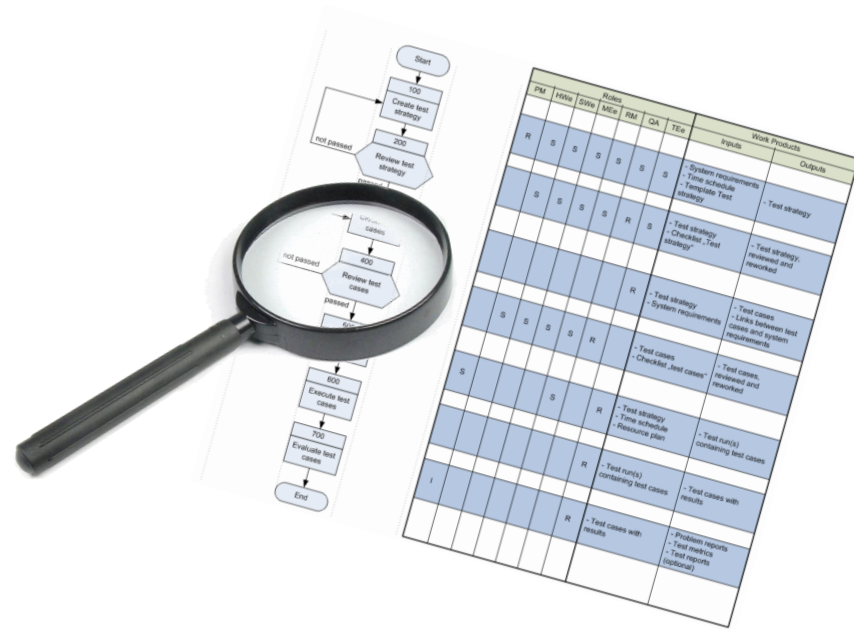 Start
100
Create test
strategy
200
Review test
strategy
not passed
cases
400
Review test
cases
not passed
passed
600
Execute test
cases
700
Evaluate test
cases
End
Roles
Work Products
PM
HWe
SWe
MEe
RM
QA
TEe
Inputs
Outputs
R S S S S S S
- System requirements
- Time schedule
- Template Test
strategy
- Test strategy
S S S S R S
- Test strategy
- Checklist „Test
strategy“
- Test strategy,
reviewed and
reworked
R
- Test strategy
- System requirements
- Test cases
- Links between test
cases and system
requirements
S S S S R
- Test cases
- Checklist „test cases“
- Test cases,
reviewed and
reworked
S S R
- Test strategy
- Time schedule
- Resource plan
- Test run(s)
containing test cases
R
- Test run(s)
containing test cases
- Test cases with
results
I R
- Test cases with
results
- Problem reports
- Test metrics
- Test reports
(optional)